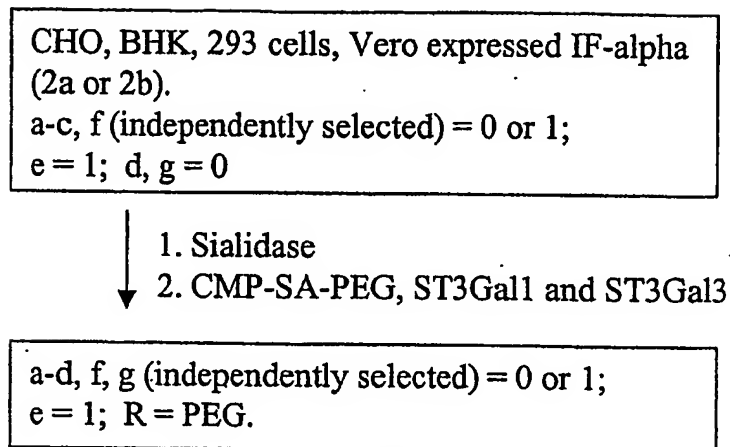 CHO, BHK, 293 cells, Vero expressed IF-alpha
(2a or 2b).
a-c, f (independently selected) = 0 or 1;
e = 1; d, g = 0
1. Sialidase
2. CMP-SA-PEG, ST3Gal1 and ST3Gal3
a-d, f, g (independently selected) = 0 or 1;
e = 1; R = PEG.